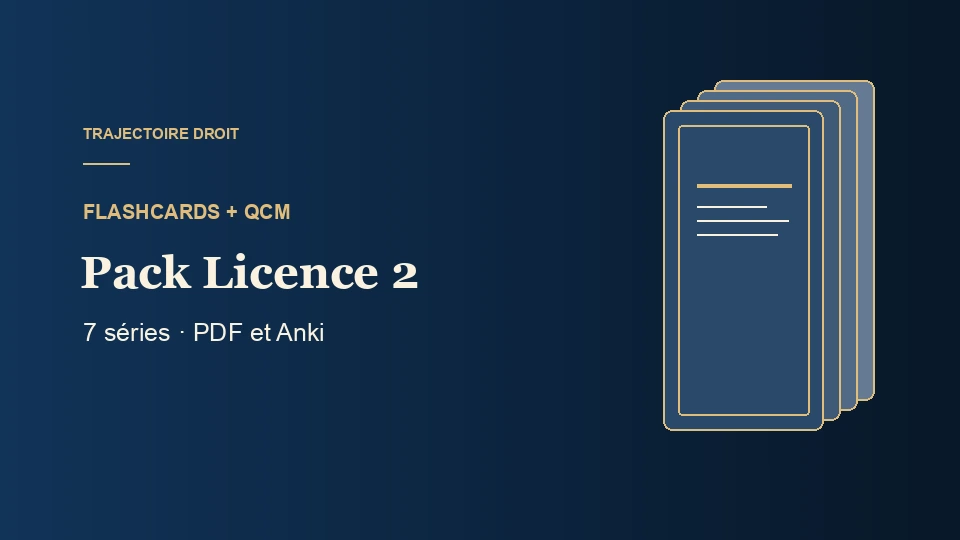 TRAJECTOIRE DROIT
FLASHCARDS + QCM
Pack Licence 2
7 séries · PDF et Anki